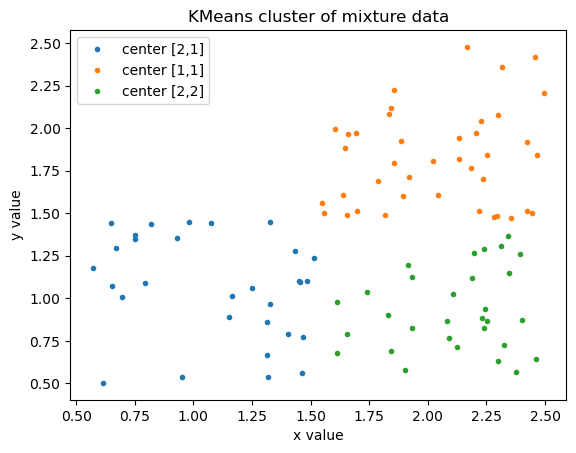 KMeans cluster of mixture data
center [2,1]
center [1,1]
center [2,2]
y value
2.50
2.25
2.00
1.75
1.50
1.25
1.00
0.75
0.50
0.50 0.75 1.00 1.25 1.50 1.75 2.00 2.25 2.50
x value